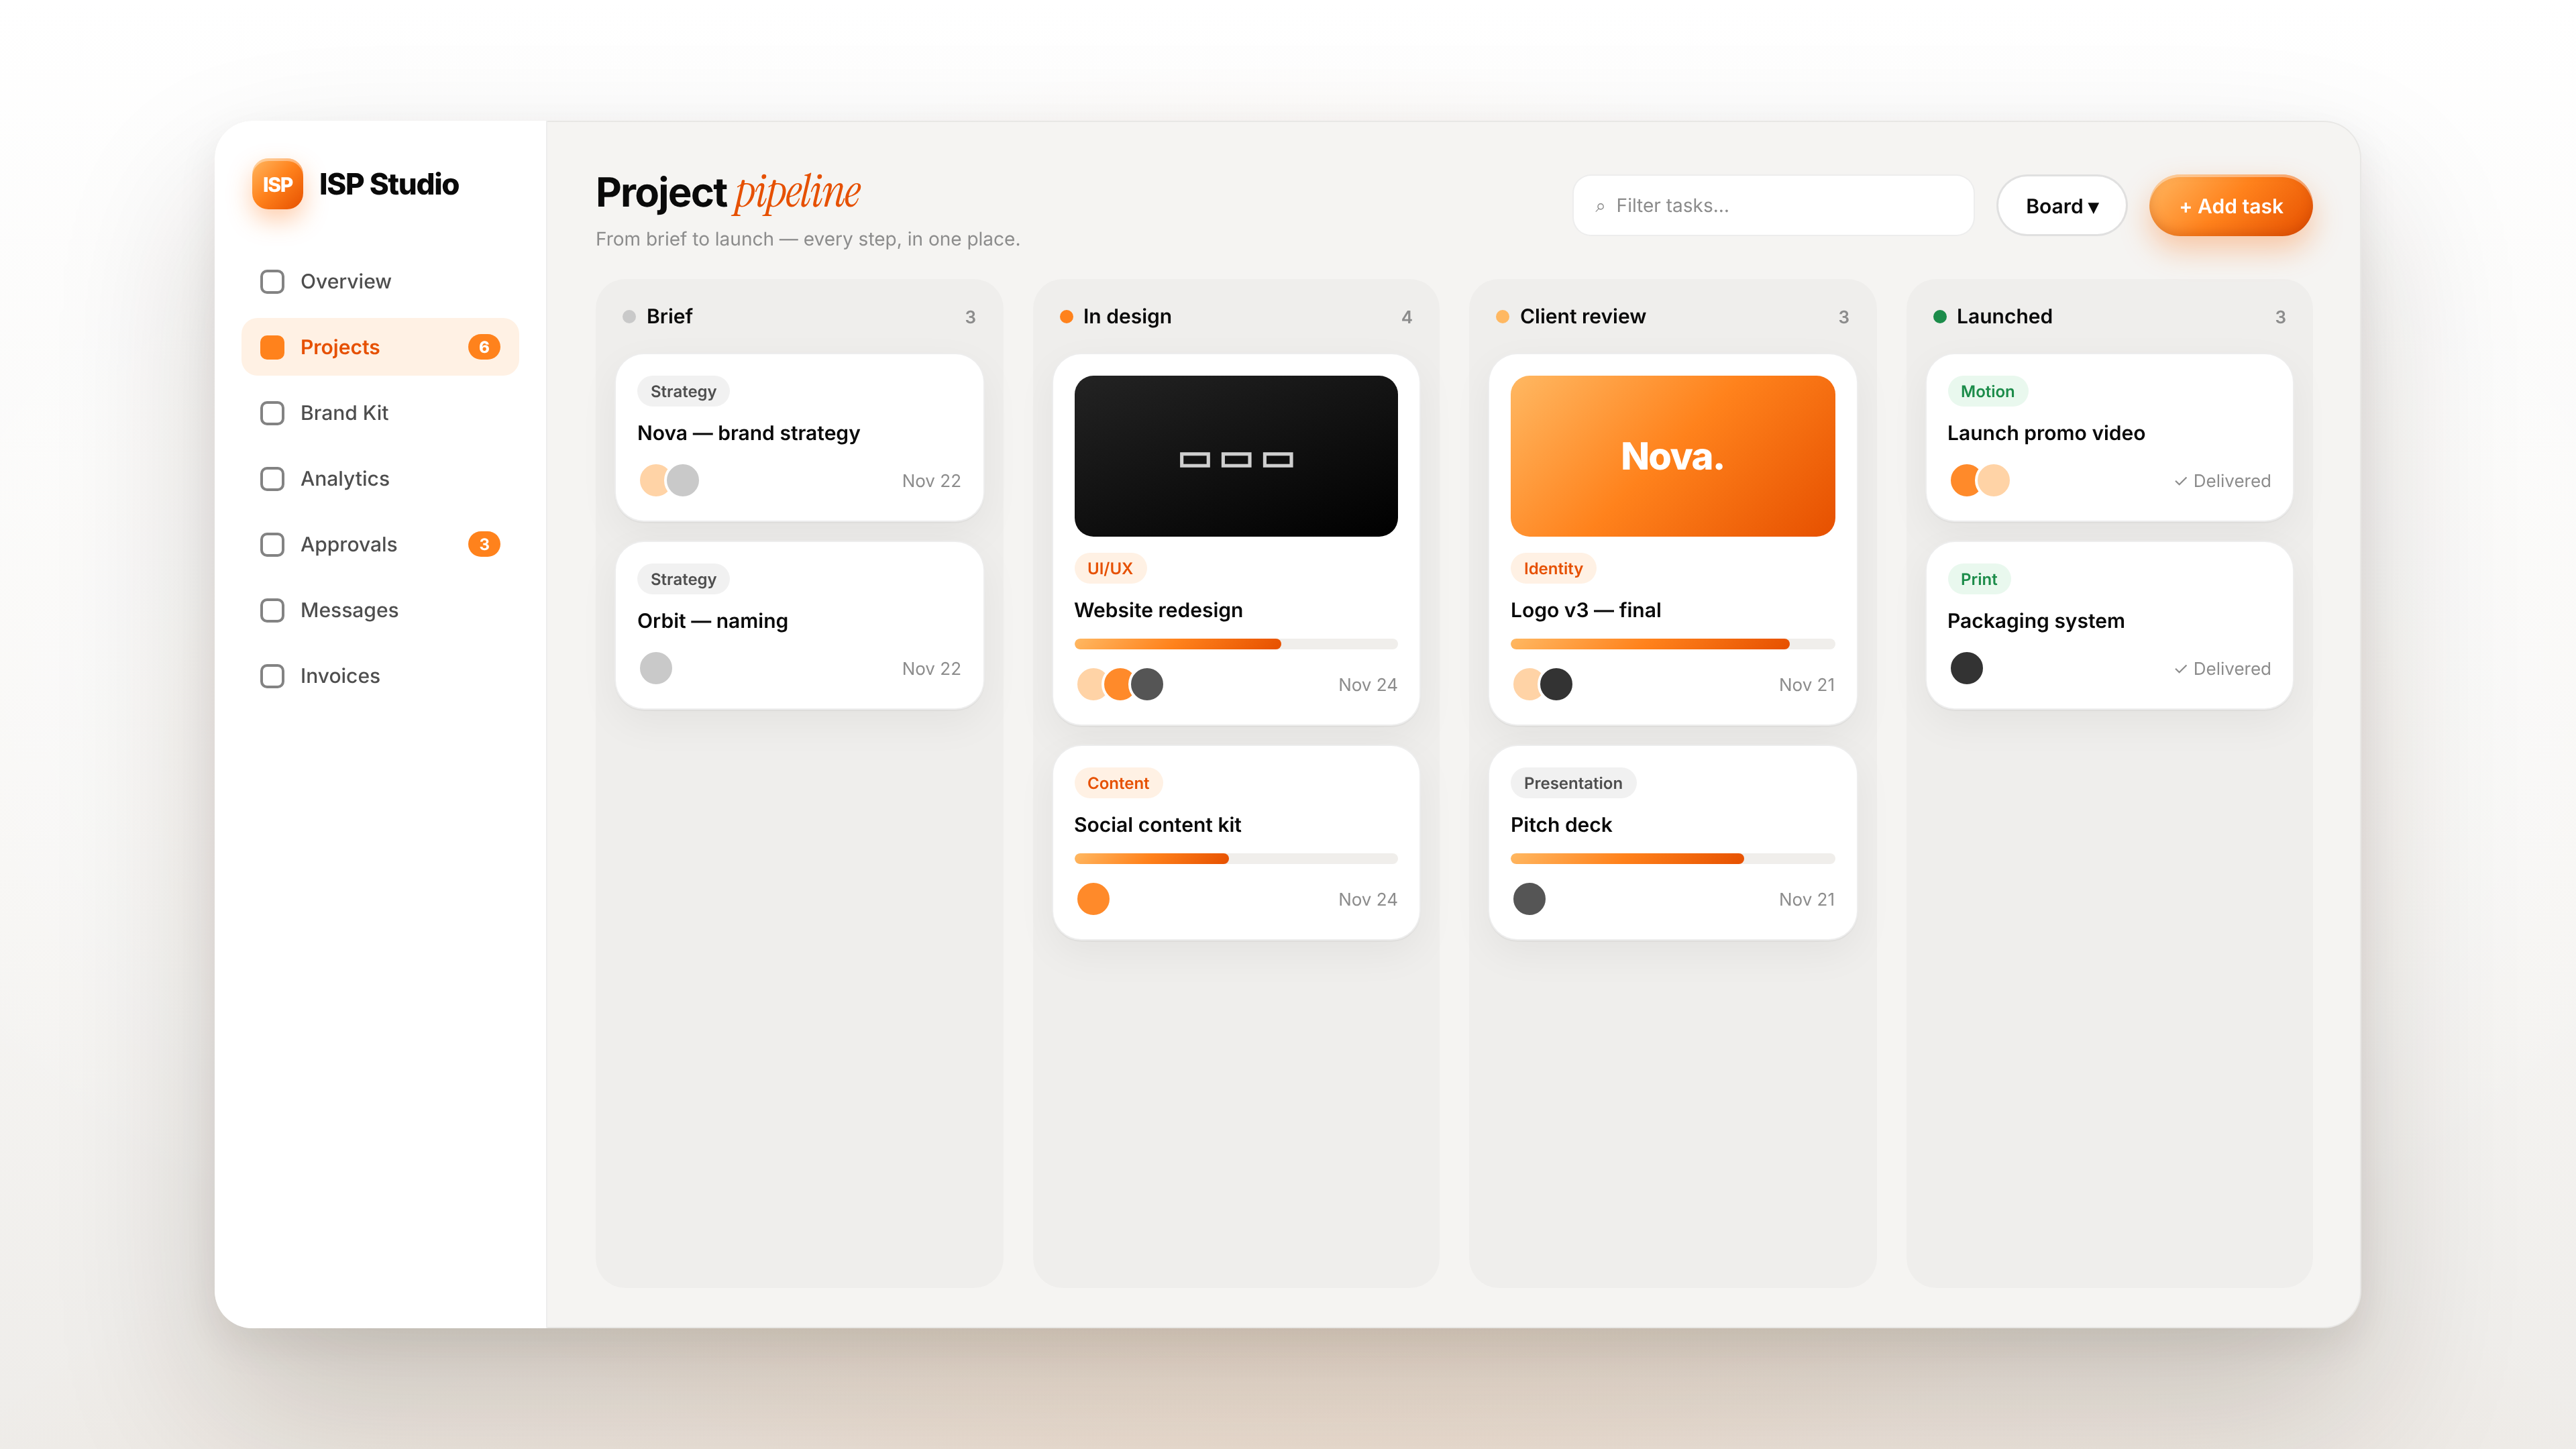 ISP
ISP Studio
Overview
Projects
6
Brand Kit
Analytics
Approvals
3
Messages
Invoices
Project pipeline
From brief to launch — every step, in one place.
Filter tasks...
Board ▾
+ Add task
Brief
3
Strategy
Nova — brand strategy
Nov 22
Strategy
Orbit — naming
Nov 22
In design
4
UI/UX
Website redesign
Nov 24
Content
Social content kit
Nov 24
Client review
3
Nova.
Identity
Logo v3 — final
Nov 21
Presentation
Pitch deck
Nov 21
Launched
3
Motion
Launch promo video
✓ Delivered
Print
Packaging system
✓ Delivered